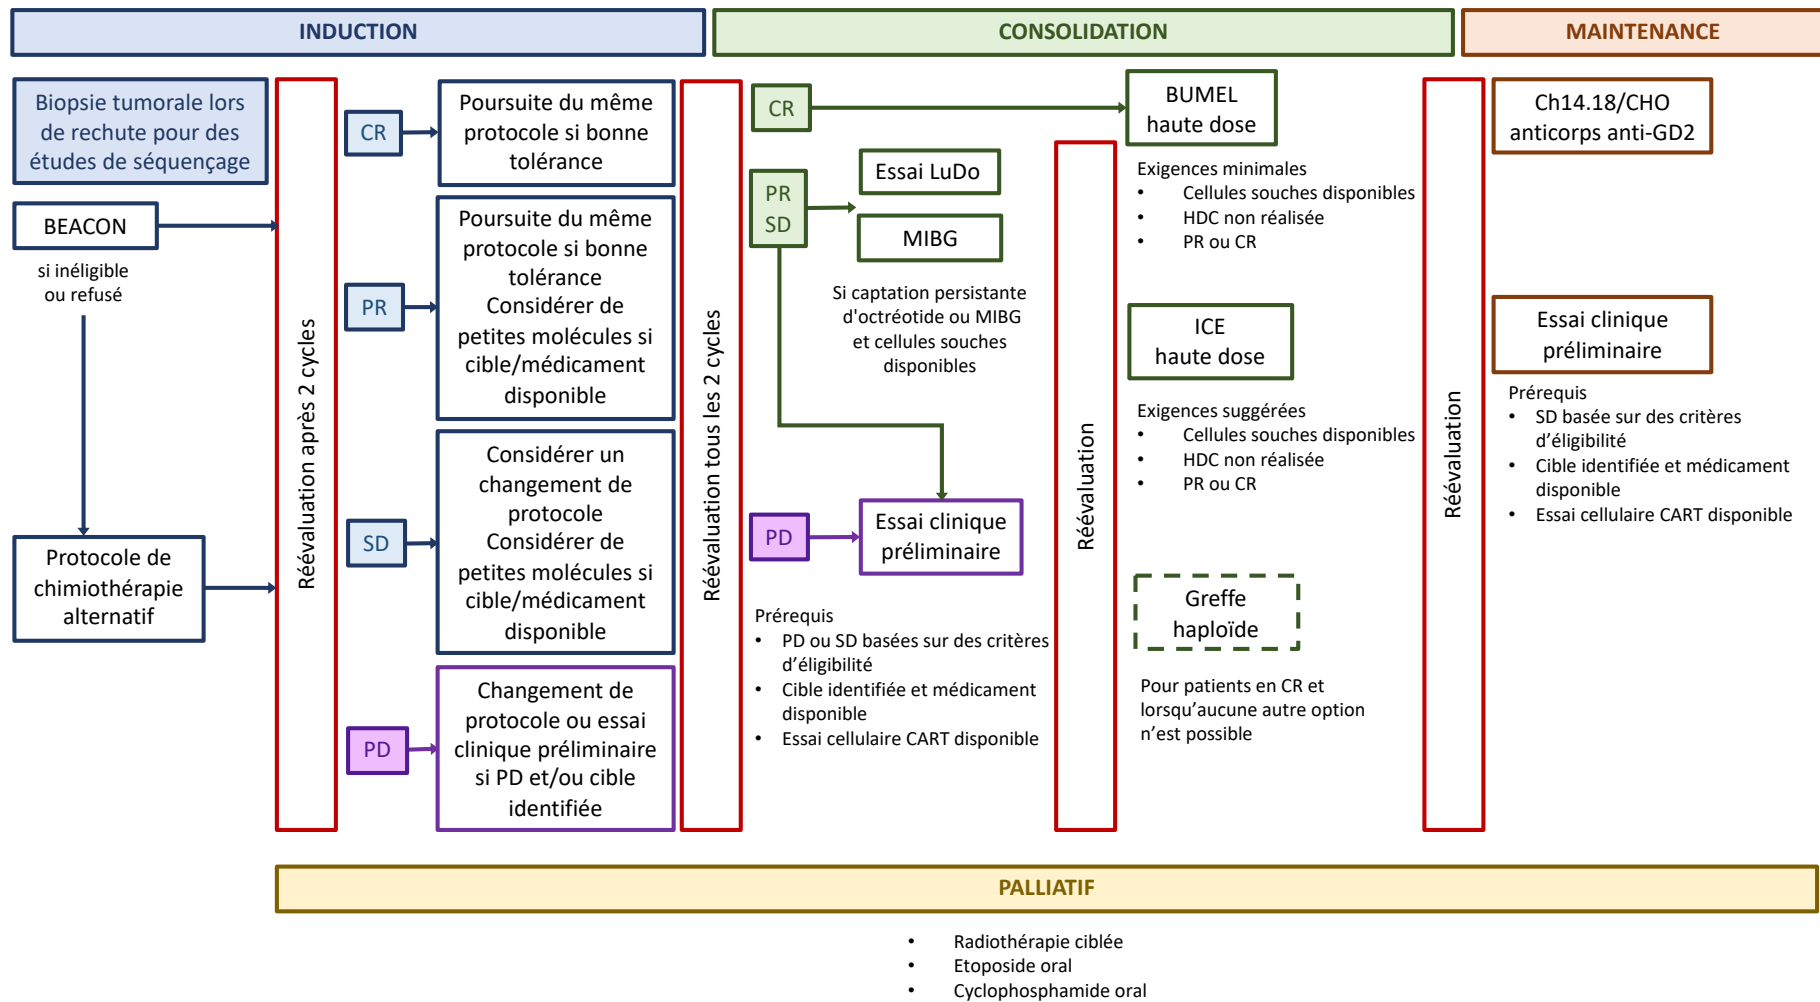 INDUCTION
CONSOLIDATION
MAINTENANCE
Biopsie tumorale lors
de rechute pour des
études de séquençage
BEACON
si inéligible
ou refusé
Protocole de
chimiothérapie
alternatif
Réévaluation après 2 cycles
CR
Poursuite du même
protocole si bonne
tolérance
PR
Poursuite du même
protocole si bonne
tolérance
Considérer de
petites molécules si
cible/médicament
disponible
SD
Considérer un
changement de
protocole
Considérer de
petites molécules si
cible/médicament
disponible
PD
Changement de
protocole ou essai
clinique préliminaire
si PD et/ou cible
identifiée
Réévaluation tous les 2 cycles
CR
PR
SD
Essai LuDo
MIBG
Si captation persistante
d'octréotide ou MIBG
et cellules souches
disponibles
PD
Essai clinique
préliminaire
Prérequis
• PD ou SD basées sur des critères
d’éligibilité
• Cible identifiée et médicament
disponible
• Essai cellulaire CART disponible
Réévaluation
BUMEL
haute dose
Exigences minimales
• Cellules souches disponibles
• HDC non réalisée
• PR ou CR
ICE
haute dose
Exigences suggérées
• Cellules souches disponibles
• HDC non réalisée
• PR ou CR
Greffe
haploïde
Pour patients en CR et
lorsqu’aucune autre option
n’est possible
Réévaluation
Ch14.18/CHO
anticorps anti-GD2
Essai clinique
préliminaire
Prérequis
• SD basée sur des critères
d’éligibilité
• Cible identifiée et médicament
disponible
• Essai cellulaire CART disponible
PALLIATIF
• Radiothérapie ciblée
• Etoposide oral
• Cyclophosphamide oral